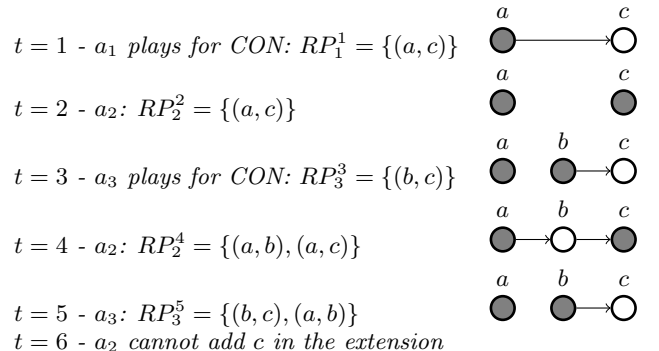 a c
t = 1 - a₁ plays for CON: RP₁¹ = {(a, c)}
a c
t = 2 - a₂: RP₂² = {(a, c)}
a b c
t = 3 - a₃ plays for CON: RP₃³ = {(b, c)}
a b c
t = 4 - a₂: RP₂⁴ = {(a, b), (a, c)}
a b c
t = 5 - a₃: RP₃⁵ = {(b, c), (a, b)}
t = 6 - a₂ cannot add c in the extension